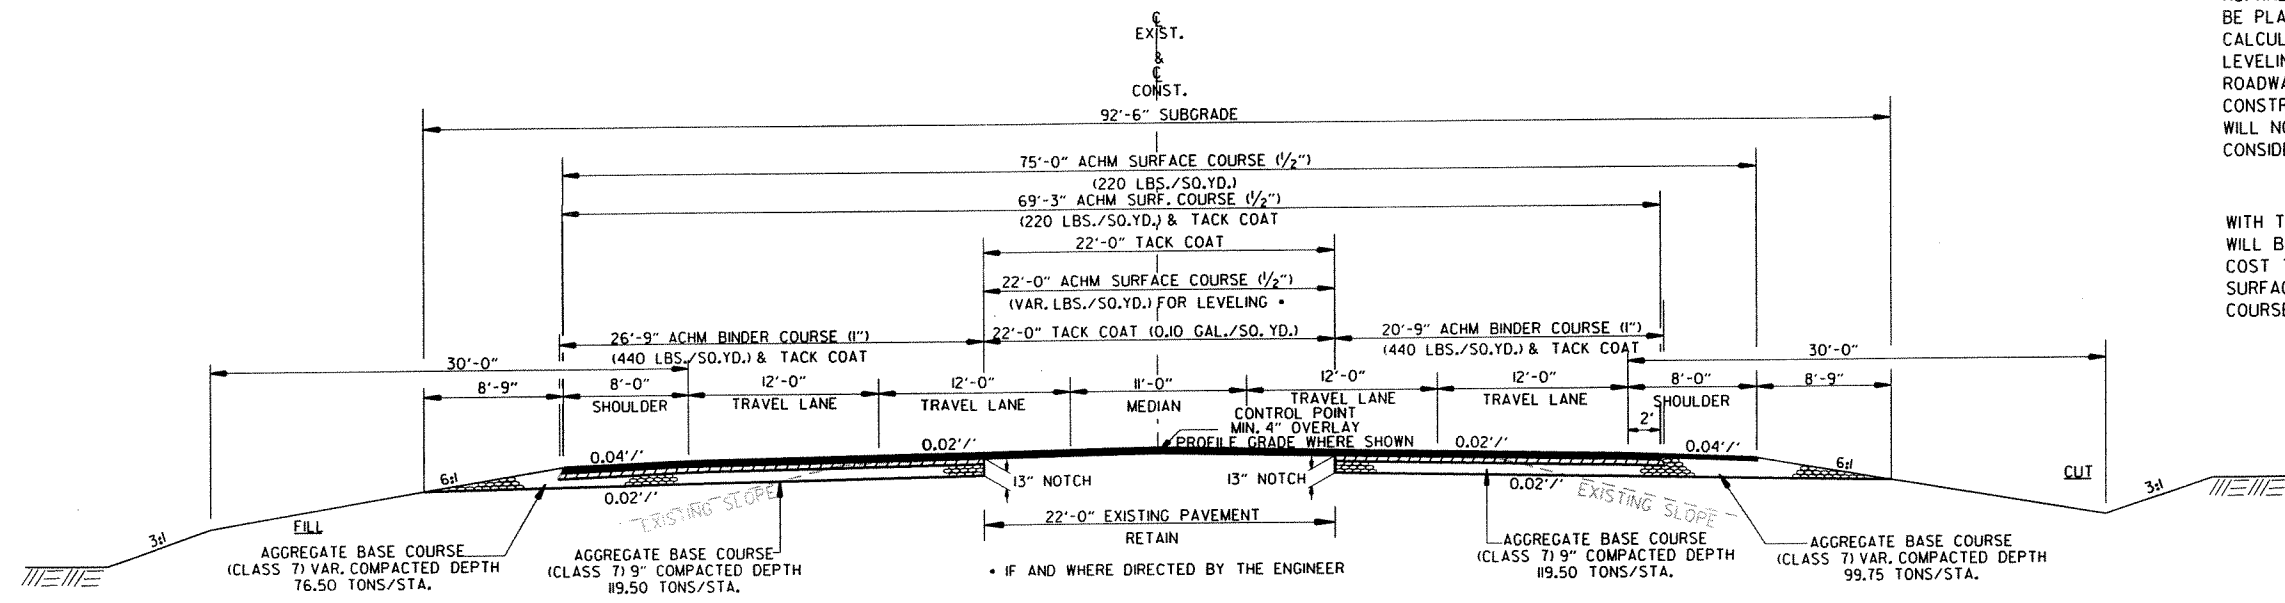 ℄
EXIST.
&
℄
CONST.
92'-6" SUBGRADE
75'-0" ACHM SURFACE COURSE (1/2")
(220 LBS./SQ.YD.)
69'-3" ACHM SURF. COURSE (1/2")
(220 LBS./SQ.YD.) & TACK COAT
22'-0" TACK COAT
22'-0" ACHM SURFACE COURSE (1/2")
(VAR. LBS./SQ.YD.) FOR LEVELING •
26'-9" ACHM BINDER COURSE (1")
(440 LBS./SQ.YD.) & TACK COAT
22'-0" TACK COAT (0.10 GAL./SQ. YD.)
20'-9" ACHM BINDER COURSE (1")
(440 LBS./SQ.YD.) & TACK COAT
30'-0"
30'-0"
8'-9"
8'-0"
SHOULDER
12'-0"
TRAVEL LANE
12'-0"
TRAVEL LANE
11'-0"
MEDIAN
12'-0"
TRAVEL LANE
12'-0"
TRAVEL LANE
8'-0"
SHOULDER
8'-9"
2'
CONTROL POINT
MIN. 4" OVERLAY
PROFILE GRADE WHERE SHOWN
0.04'/'
0.02'/'
0.02'/'
0.04'/'
6:1
6:1
0.02'/'
0.02'/'
13" NOTCH
13" NOTCH
EXISTING SLOPE
EXISTING SLOPE
FILL
CUT
3:1
3:1
22'-0" EXISTING PAVEMENT
RETAIN
AGGREGATE BASE COURSE
(CLASS 7) VAR. COMPACTED DEPTH
76.50 TONS/STA.
AGGREGATE BASE COURSE
(CLASS 7) 9" COMPACTED DEPTH
119.50 TONS/STA.
• IF AND WHERE DIRECTED BY THE ENGINEER
AGGREGATE BASE COURSE
(CLASS 7) 9" COMPACTED DEPTH
119.50 TONS/STA.
AGGREGATE BASE COURSE
(CLASS 7) VAR. COMPACTED DEPTH
99.75 TONS/STA.
BE PLA
CALCUL
LEVELIN
ROADWA
CONSTR
WILL NO
CONSIDE
WITH T
WILL B
COST
SURFAC
COURSE